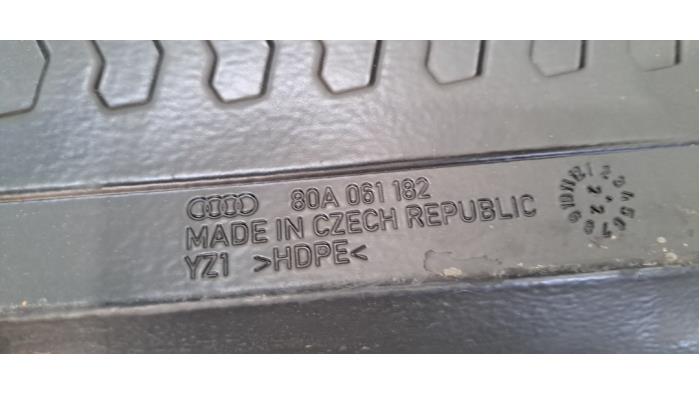 80A 061 182
MADE IN CZECH REPUBLIC
YZ1 >HDPE<